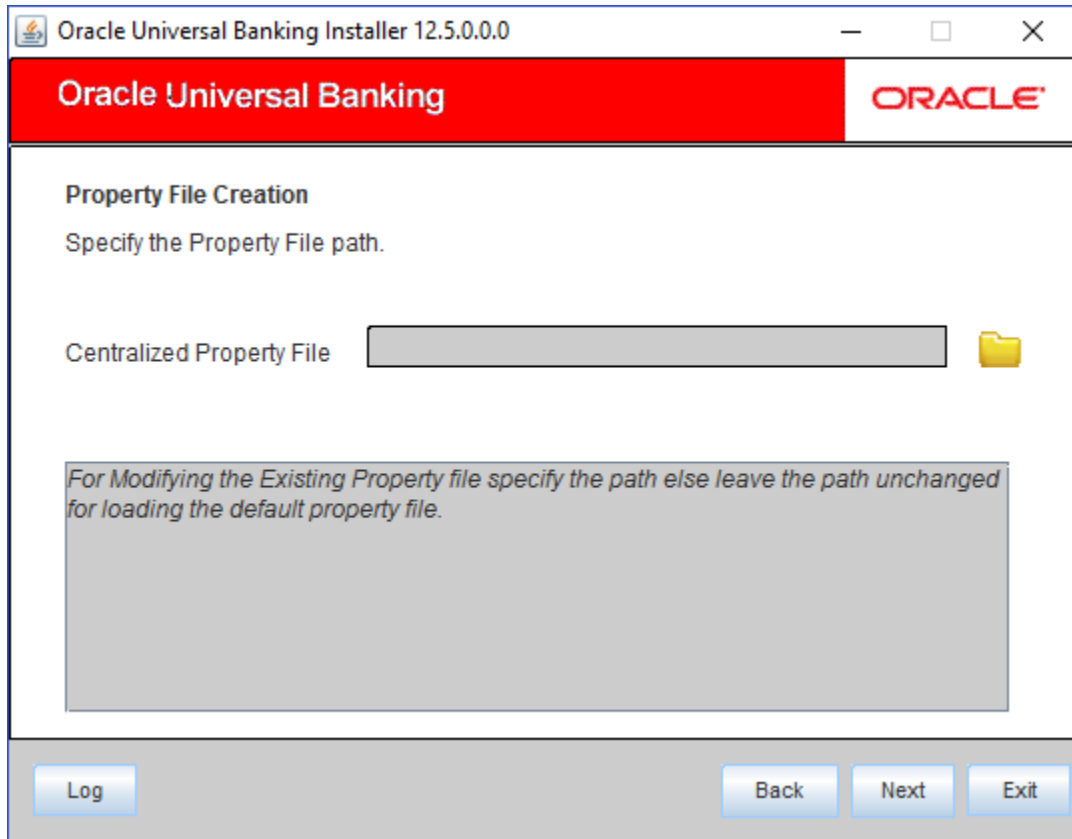 Oracle Universal Banking Installer 12.5.0.0.0
Oracle Universal Banking
ORACLE
Property File Creation
Specify the Property File path.
Centralized Property File
For Modifying the Existing Property file specify the path else leave the path unchanged
for loading the default property file.
Log
Back
Next
Exit